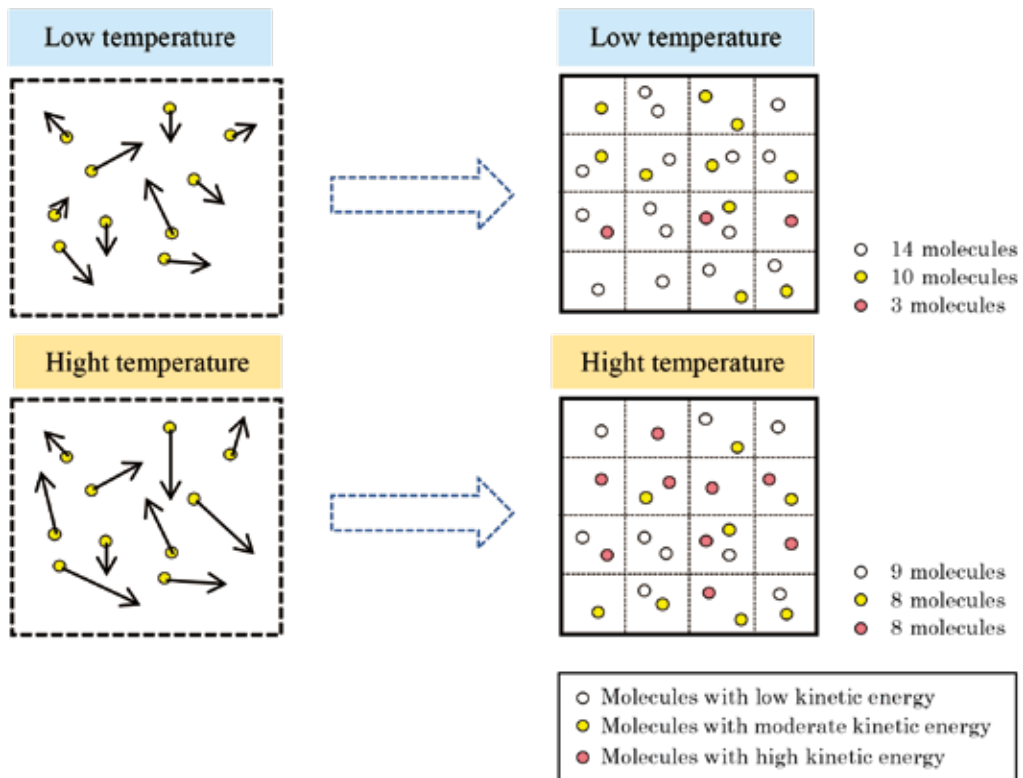 Low temperature
Low temperature
14 molecules
10 molecules
3 molecules
Hight temperature
Hight temperature
9 molecules
8 molecules
8 molecules
Molecules with low kinetic energy
Molecules with moderate kinetic energy
Molecules with high kinetic energy